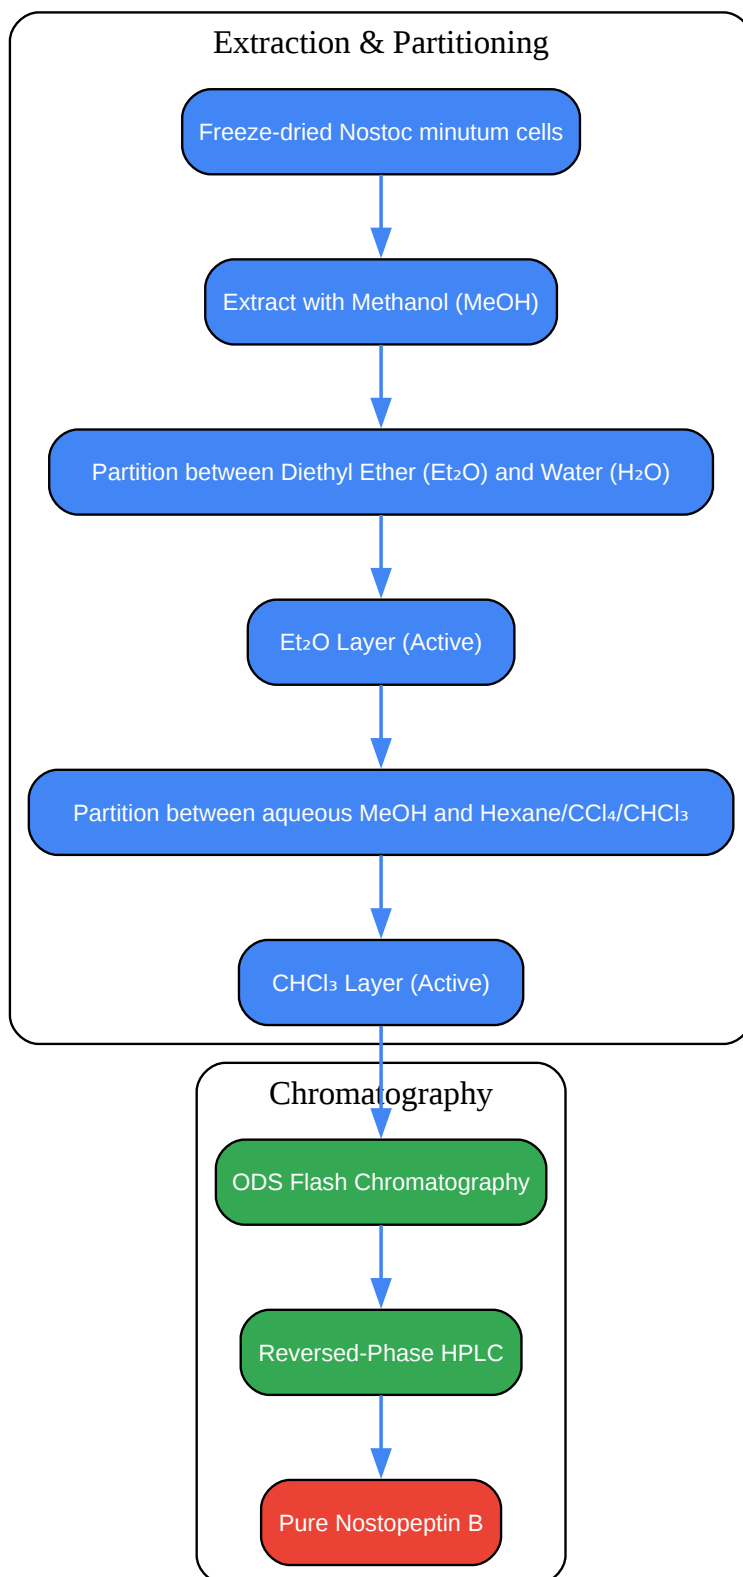 Extraction & Partitioning
Freeze-dried Nostoc minutum cells
Extract with Methanol (MeOH)
Partition between Diethyl Ether (Et₂O) and Water (H₂O)
Et₂O Layer (Active)
Partition between aqueous MeOH and Hexane/CCl₄/CHCl₃
CHCl₃ Layer (Active)
Chromatography
ODS Flash Chromatography
Reversed-Phase HPLC
Pure Nostopeptin B